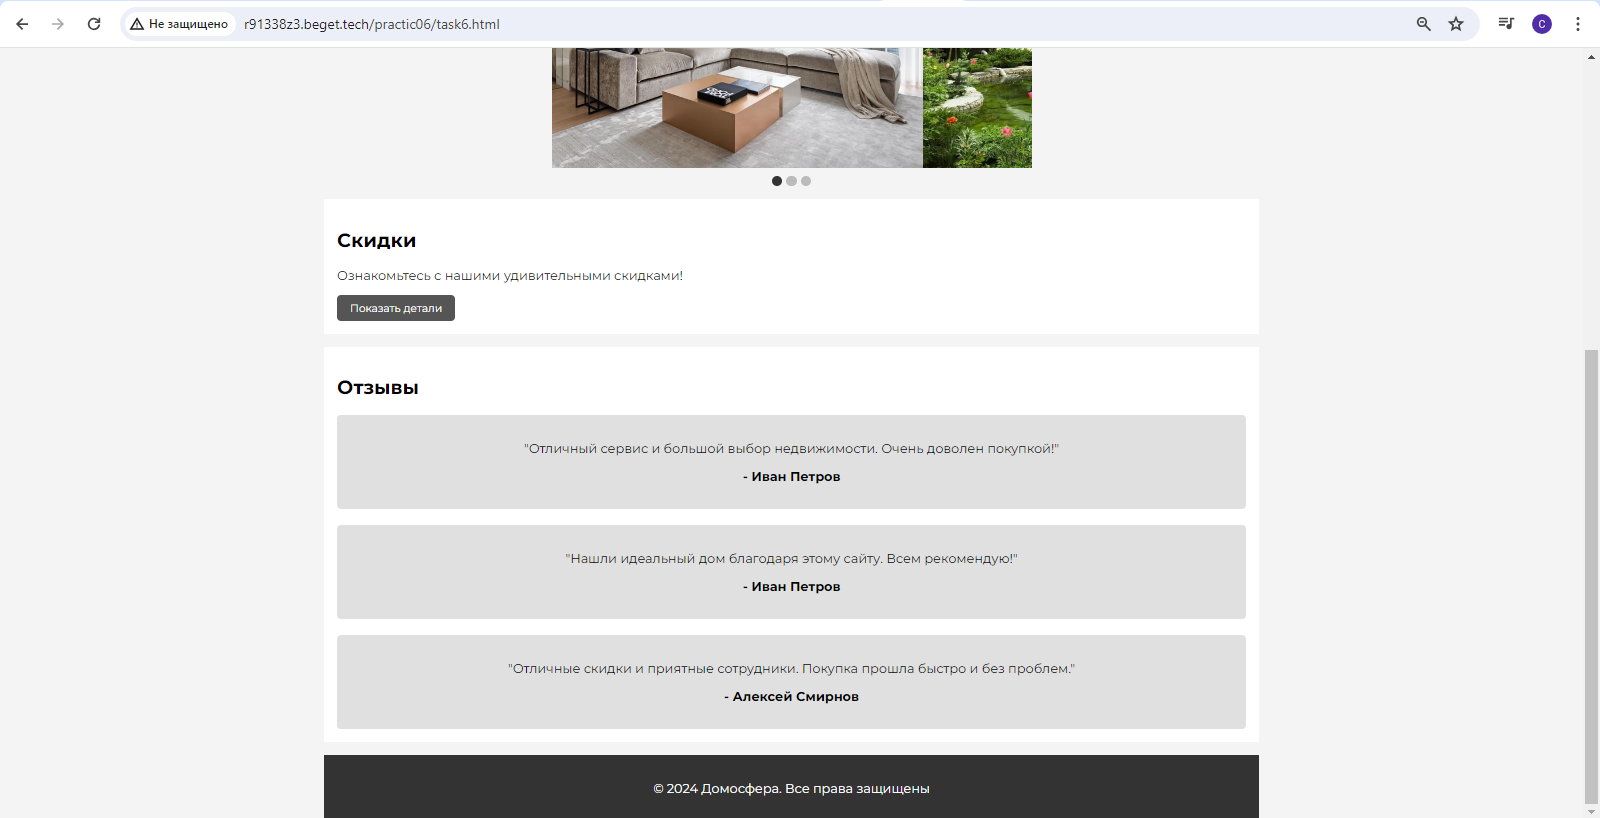 Не защищено
r91338z3.beget.tech/practic06/task6.html
C
Скидки
Ознакомьтесь с нашими удивительными скидками!
Показать детали
Отзывы
"Отличный сервис и большой выбор недвижимости. Очень доволен покупкой!"
- Иван Петров
"Нашли идеальный дом благодаря этому сайту. Всем рекомендую!"
- Иван Петров
"Отличные скидки и приятные сотрудники. Покупка прошла быстро и без проблем."
- Алексей Смирнов
© 2024 Домосфера. Все права защищены